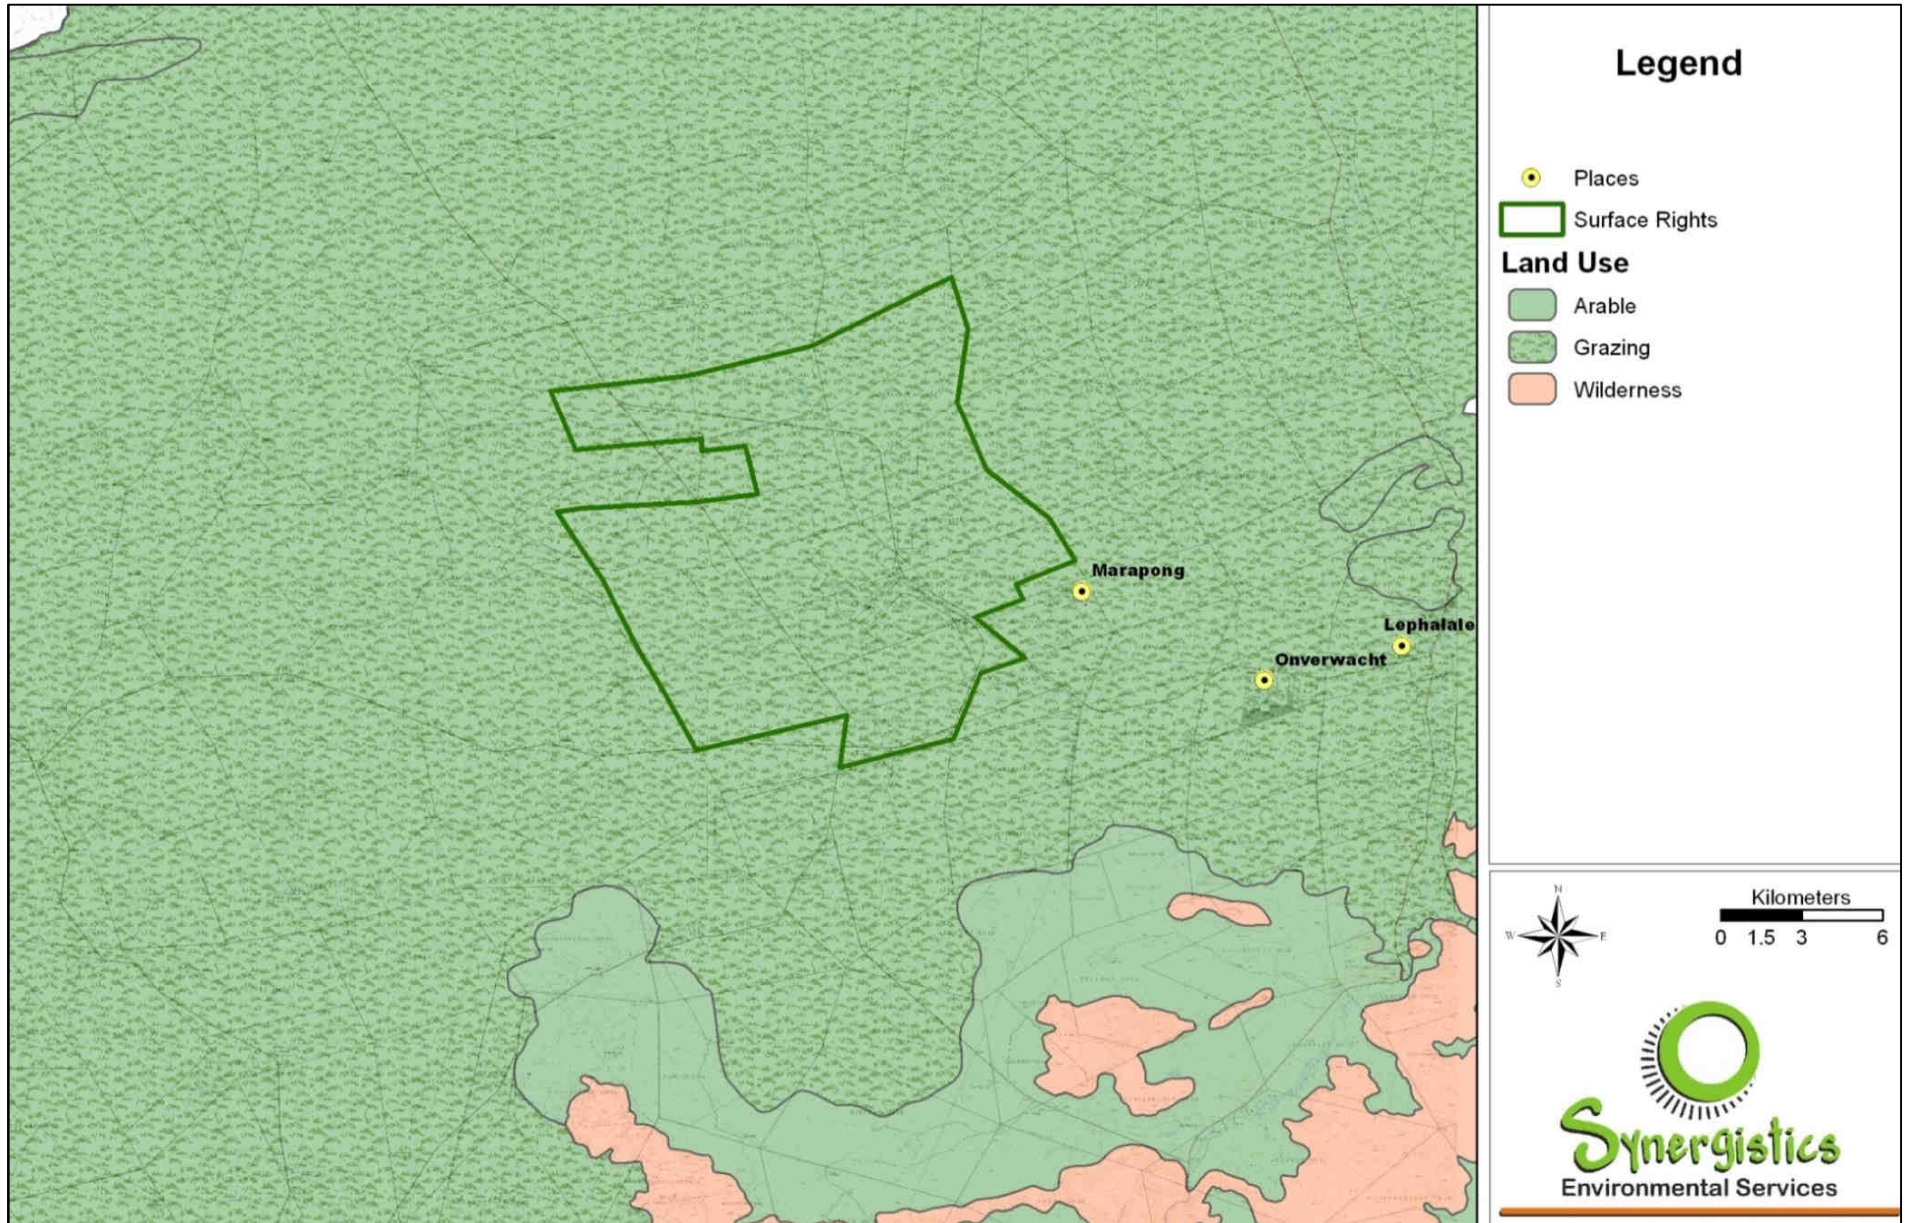 Marapong
Lephalale
Onverwacht
Legend
Places
Surface Rights
Land Use
Arable
Grazing
Wilderness
N
W E
S
Kilometers
0 1.5 3 6
Synergistics
Environmental Services